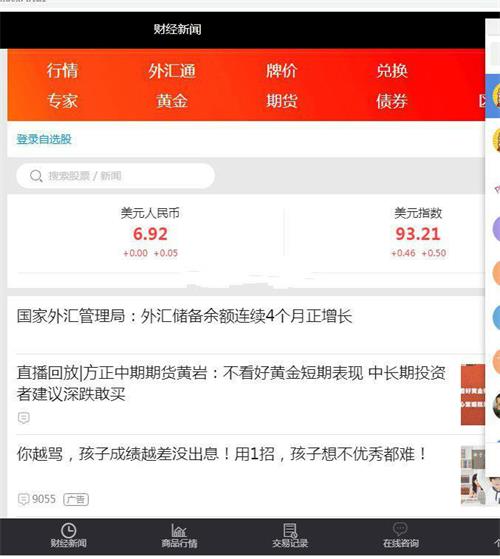 财经新闻
行情 外汇通 牌价 兑换
专家 黄金 期货 债券
登录自选股
搜索股票 / 新闻
美元人民币 美元指数
6.92 93.21
+0.00 +0.05 +0.46 +0.50
国家外汇管理局：外汇储备余额连续4个月正增长
直播回放|方正中期期货黄岩：不看好黄金短期表现 中长期投资
者建议深跌敢买
你越骂，孩子成绩越差没出息！用1招，孩子想不优秀都难！
9055 广告
财经新闻 商品行情 交易记录 在线咨询 个